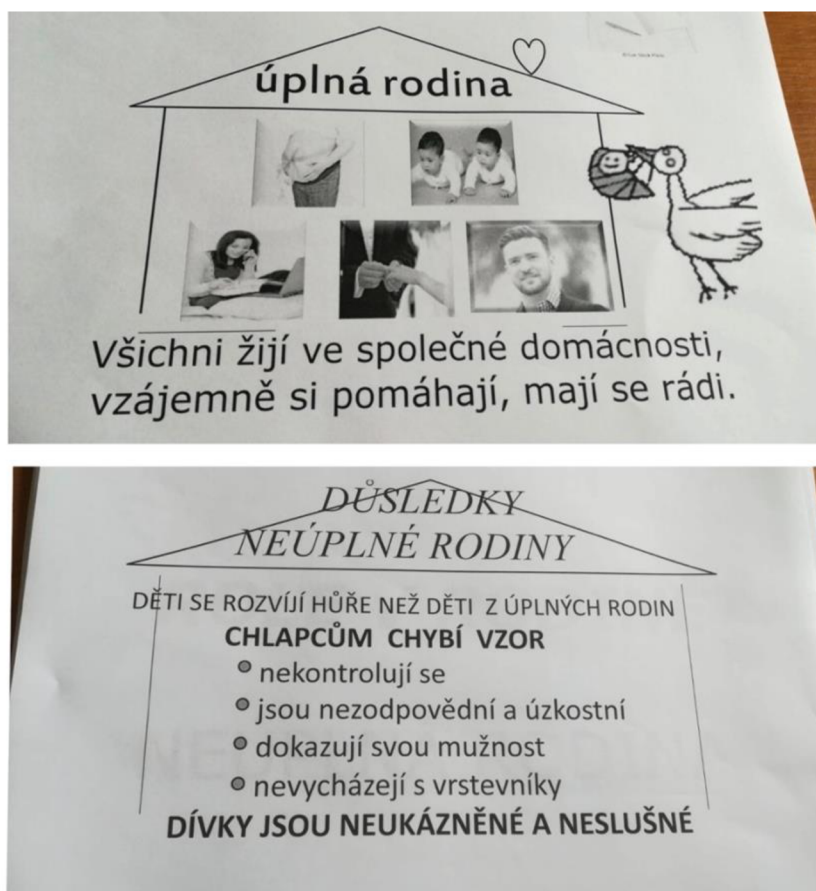 úplná rodina
Všichni žijí ve společné domácnosti,
vzájemně si pomáhají, mají se rádi.
DŮSLEDKY
NEÚPLNÉ RODINY
DĚTI SE ROZVÍJÍ HŮŘE NEŽ DĚTI Z ÚPLNÝCH RODIN
CHLAPCŮM CHYBÍ VZOR
nekontrolují se
jsou nezodpovědní a úzkostní
dokazují svou mužnost
nevycházejí s vrstevníky
DÍVKY JSOU NEUKÁZNĚNÉ A NESLUŠNÉ